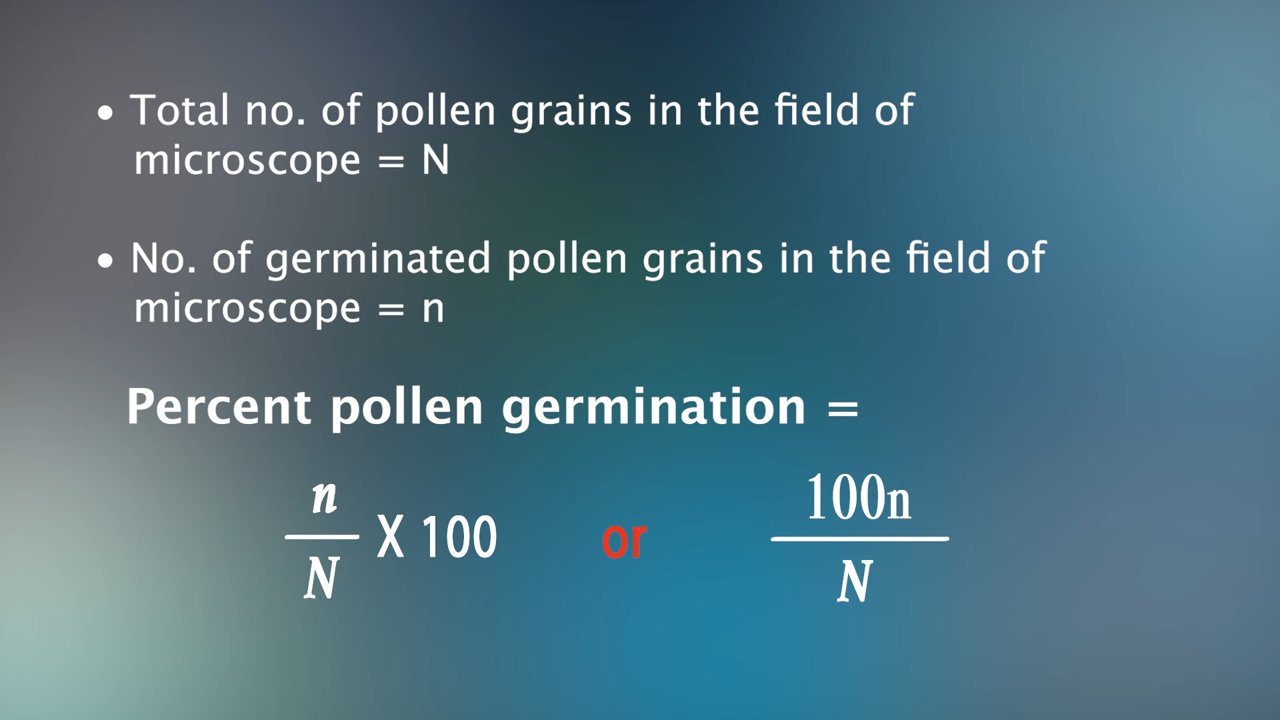 • Total no. of pollen grains in the field of
microscope = N
• No. of germinated pollen grains in the field of
microscope = n
Percent pollen germination =
n/N X 100 or 100n/N